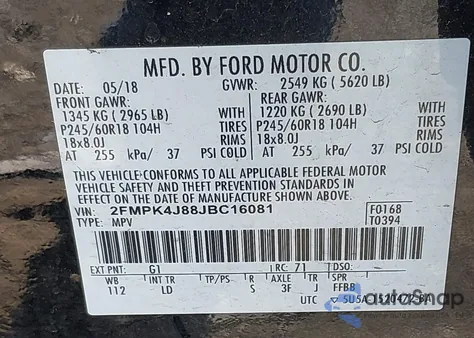 MFD. BY FORD MOTOR CO.
DATE: 05/18 GVWR: 2549 KG ( 5620 LB)
FRONT GAWR: REAR GAWR:
1345 KG ( 2965 LB) WITH 1220 KG ( 2690 LB) WITH
P245/60R18 104H TIRES P245/60R18 104H TIRES
18x8.0J RIMS 18x8.0J RIMS
AT 255 kPa/ 37 PSI COLD AT 255 kPa/ 37 PSI COLD
THIS VEHICLE CONFORMS TO ALL APPLICABLE FEDERAL MOTOR
VEHICLE SAFETY AND THEFT PREVENTION STANDARDS IN
EFFECT ON THE DATE OF MANUFACTURE SHOWN ABOVE.
VIN: 2FMPK4J88JBC16081 F0168
TYPE: MPV T0394
EXT PNT: G1 RC: 71 DSO:
WB INT TR TP/PS R AXLE TR SPR
112 LD S 3F J FFB8
UTC ▽ 5U5A-1520472-BA
autoSnap